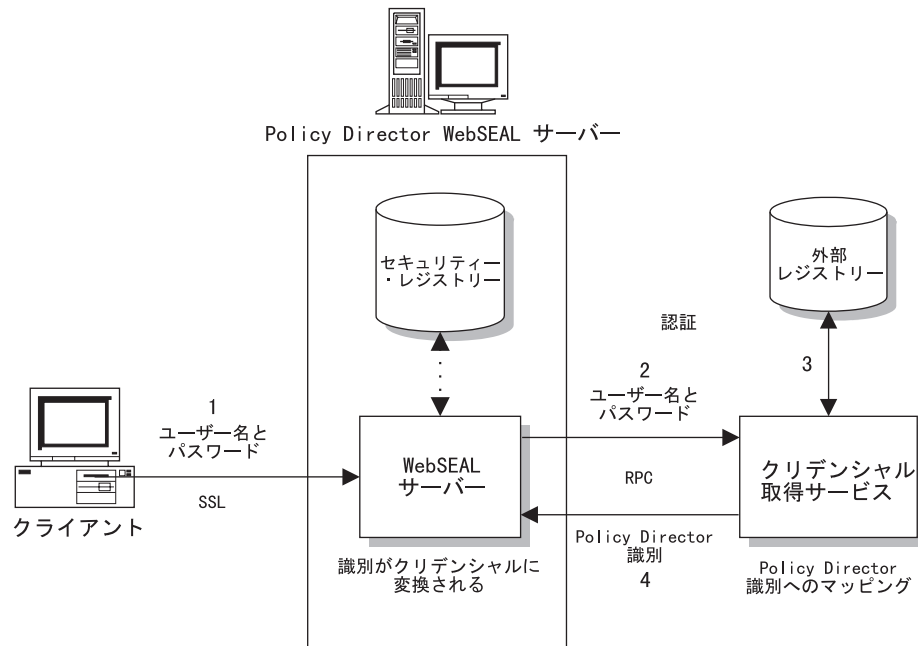 Policy Director WebSEAL サーバー
セキュリティー
・レジストリー
外部
レジストリー
認証
1
ユーザー名と
パスワード
SSL
クライアント
WebSEAL
サーバー
識別がクリデンシャルに
変換される
2
ユーザー名と
パスワード
RPC
Policy Director
識別
4
3
クリデンシャル
取得サービス
Policy Director
識別へのマッピング